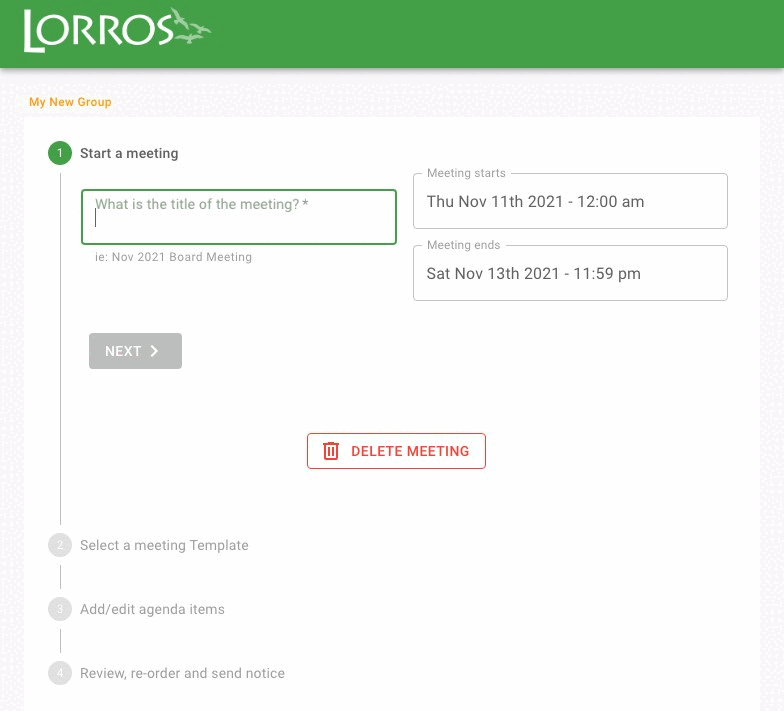 LORROS
My New Group
1 Start a meeting
What is the title of the meeting? *
ie: Nov 2021 Board Meeting
Meeting starts
Thu Nov 11th 2021 - 12:00 am
Meeting ends
Sat Nov 13th 2021 - 11:59 pm
NEXT
DELETE MEETING
2 Select a meeting Template
3 Add/edit agenda items
4 Review, re-order and send notice